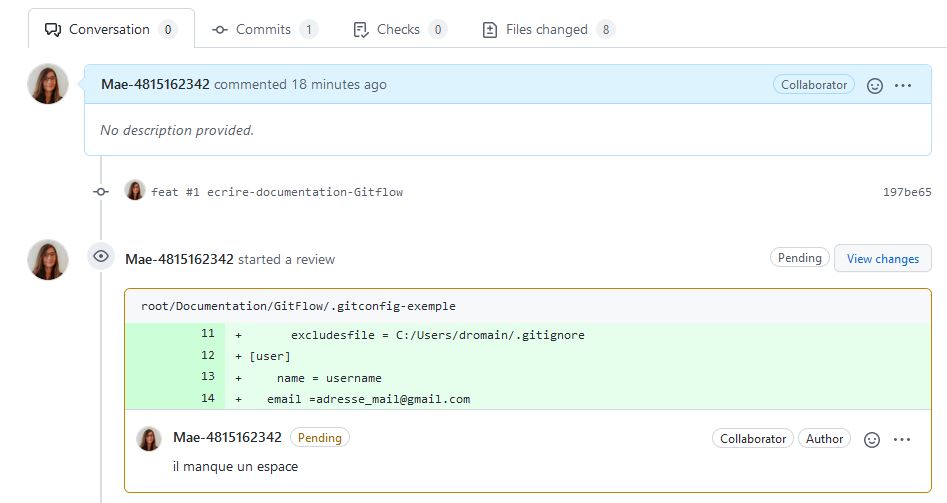 Conversation 0 Commits 1 Checks 0 Files changed 8
Mae-4815162342 commented 18 minutes ago Collaborator
No description provided.
feat #1 ecrire-documentation-Gitflow 197be65
Mae-4815162342 started a review Pending View changes
root/Documentation/GitFlow/.gitconfig-exemple
11 + excludesfile = C:/Users/dromain/.gitignore
12 + [user]
13 + name = username
14 + email =adresse_mail@gmail.com
Mae-4815162342 Pending Collaborator Author
il manque un espace